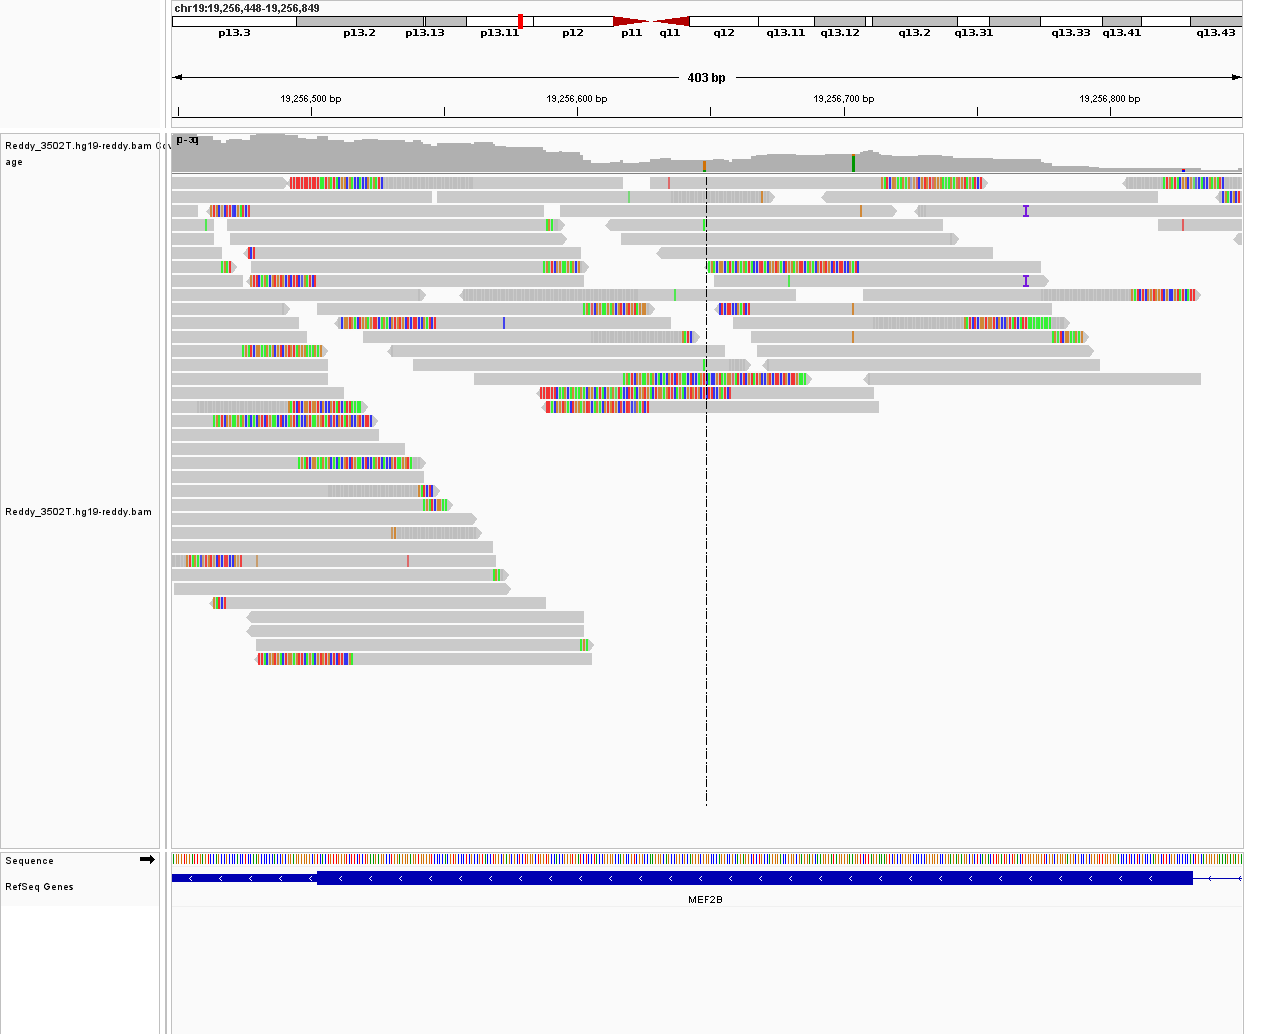 chr19:19,256,448-19,256,849
p13.3 p13.2 p13.13 p13.11 p12 p11 q11 q12 q13.11 q13.12 q13.2 q13.31 q13.33 q13.41 q13.43
403 bp
19,256,500 bp 19,256,600 bp 19,256,700 bp 19,256,800 bp
Reddy_3502T.hg19-reddy.bam Cov
age
I
I
Reddy_3502T.hg19-reddy.bam
Sequence
RefSeq Genes
MEF2B